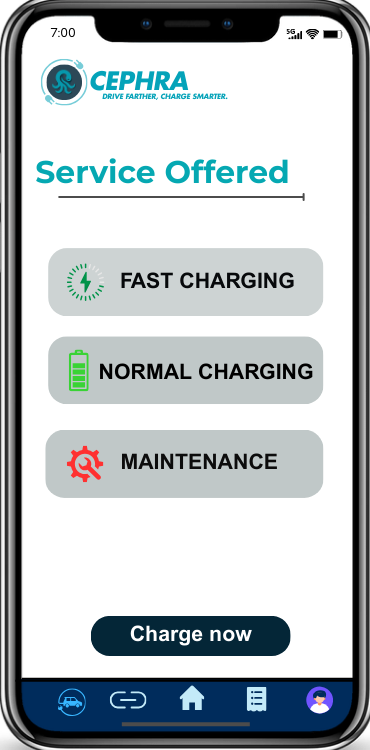 7:00
5G
CEPHRA
DRIVE FARTHER, CHARGE SMARTER.
Service Offered
FAST CHARGING
NORMAL CHARGING
MAINTENANCE
Charge now